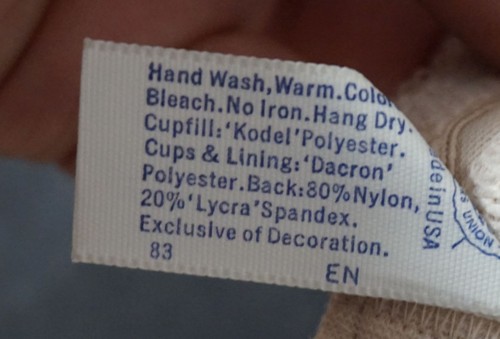 Hand Wash,Warm.Color
Bleach.No Iron.Hang Dry.
Cupfill:'Kodel'Polyester.
Cups & Lining:'Dacron'
Polyester.Back:80%Nylon,
20%'Lycra'Spandex.
Exclusive of Decoration.
83
EN
de in USA
UNION